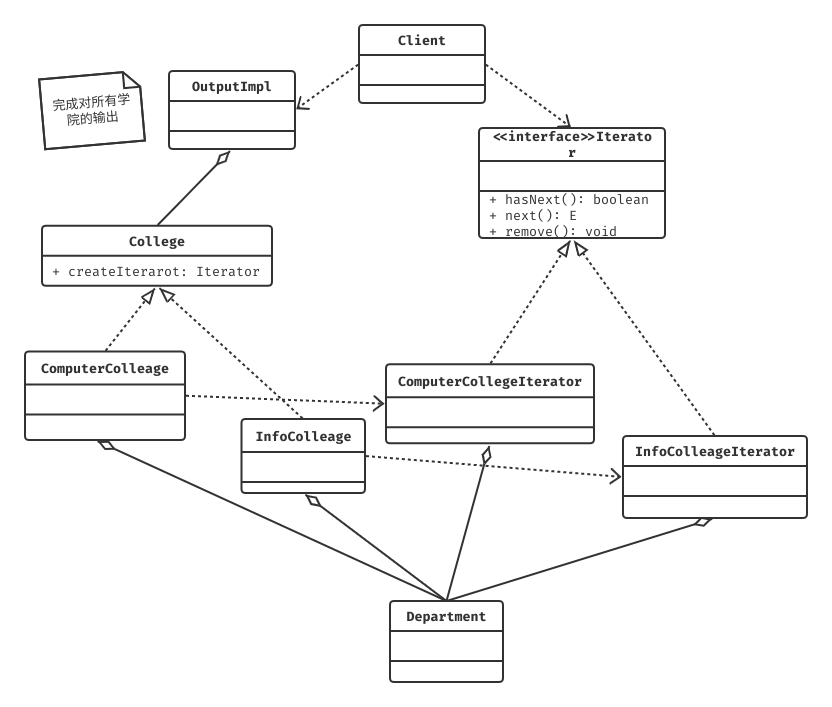 Client
完成对所有学
院的输出
OutputImpl
<<interface>>Iterato
r
+ hasNext(): boolean
+ next(): E
+ remove(): void
College
+ createIterarot: Iterator
ComputerColleage
ComputerCollegeIterator
InfoColleage
InfoColleageIterator
Department